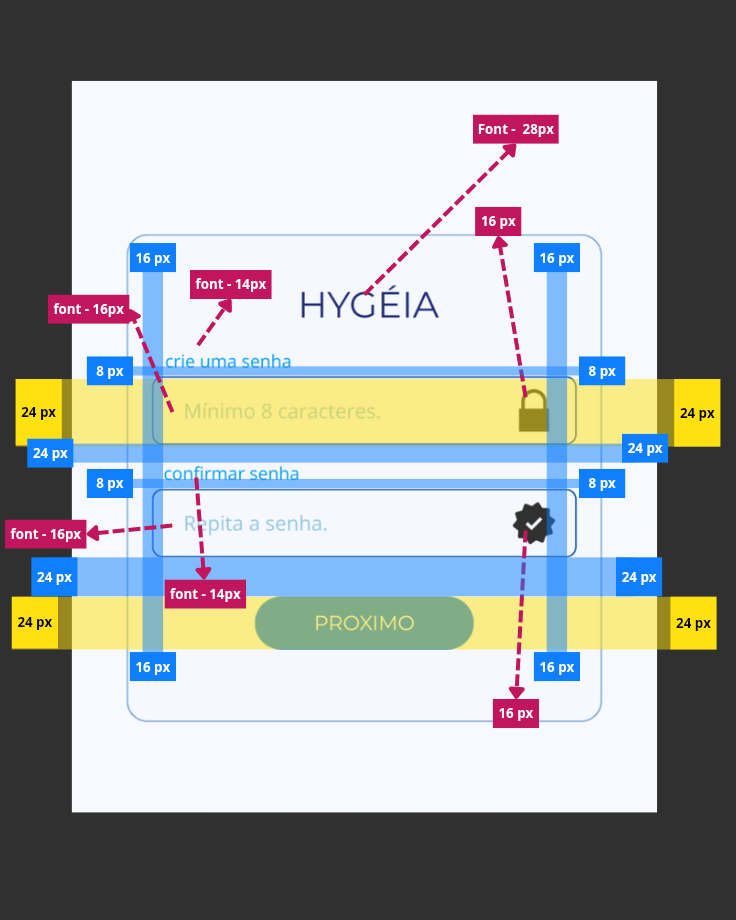 Font -  28px
16 px
16 px
16 px
font - 14px
HYGÉIA
font - 16px
crie uma senha
8 px
8 px
24 px
Mínimo 8 caracteres.
24 px
24 px
24 px
confirmar senha
8 px
8 px
font - 16px
Repita a senha.
24 px
24 px
font - 14px
24 px
PROXIMO
24 px
16 px
16 px
16 px